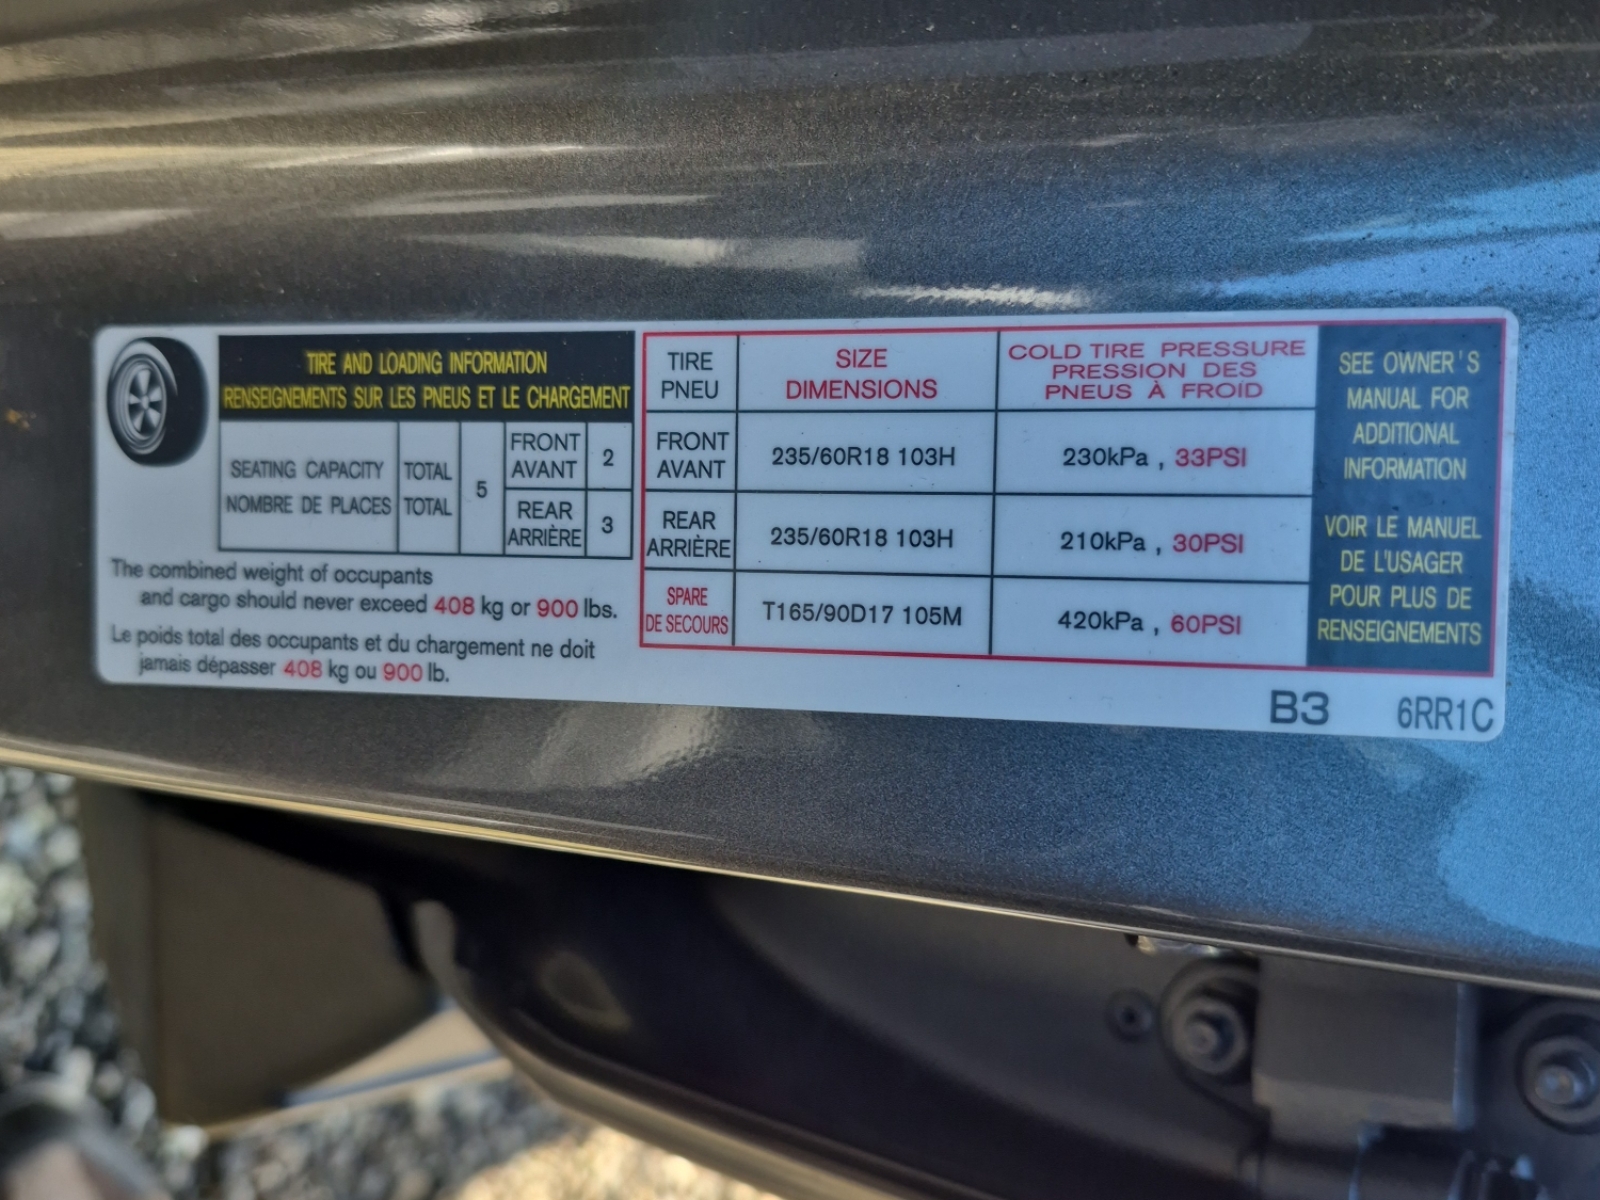 TIRE AND LOADING INFORMATION
RENSEIGNEMENTS SUR LES PNEUS ET LE CHARGEMENT
SEATING CAPACITY
NOMBRE DE PLACES
TOTAL
TOTAL
5
FRONT
AVANT
2
REAR
ARRIÈRE
3
The combined weight of occupants
and cargo should never exceed 408 kg or 900 lbs.
Le poids total des occupants et du chargement ne doit
jamais dépasser 408 kg ou 900 lb.
TIRE
PNEU
SIZE
DIMENSIONS
COLD TIRE PRESSURE
PRESSION DES
PNEUS À FROID
FRONT
AVANT
235/60R18 103H
230kPa , 33PSI
REAR
ARRIÈRE
235/60R18 103H
210kPa , 30PSI
SPARE
DE SECOURS
T165/90D17 105M
420kPa , 60PSI
SEE OWNER'S
MANUAL FOR
ADDITIONAL
INFORMATION
VOIR LE MANUEL
DE L'USAGER
POUR PLUS DE
RENSEIGNEMENTS
B3 6RR1C